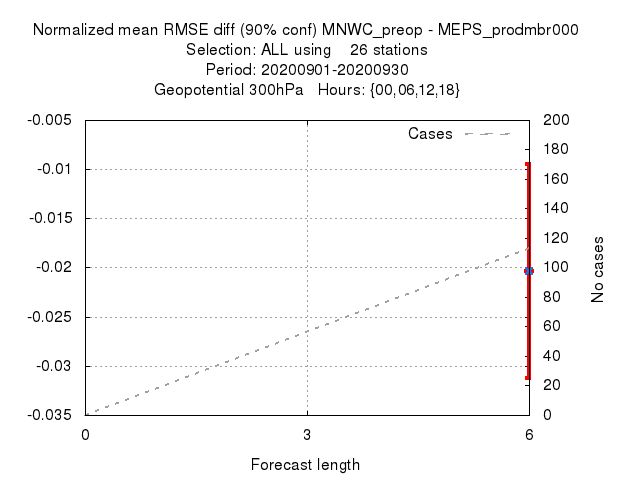 Normalized mean RMSE diff (90% conf) MNWC_preop - MEPS_prodmbr000
Selection: ALL using    26 stations
Period: 20200901-20200930
Geopotential 300hPa   Hours: {00,06,12,18}
Cases
-0.005
-0.01
-0.015
-0.02
-0.025
-0.03
-0.035
200
180
160
140
120
100
80
60
40
20
0
No cases
0 3 6
Forecast length